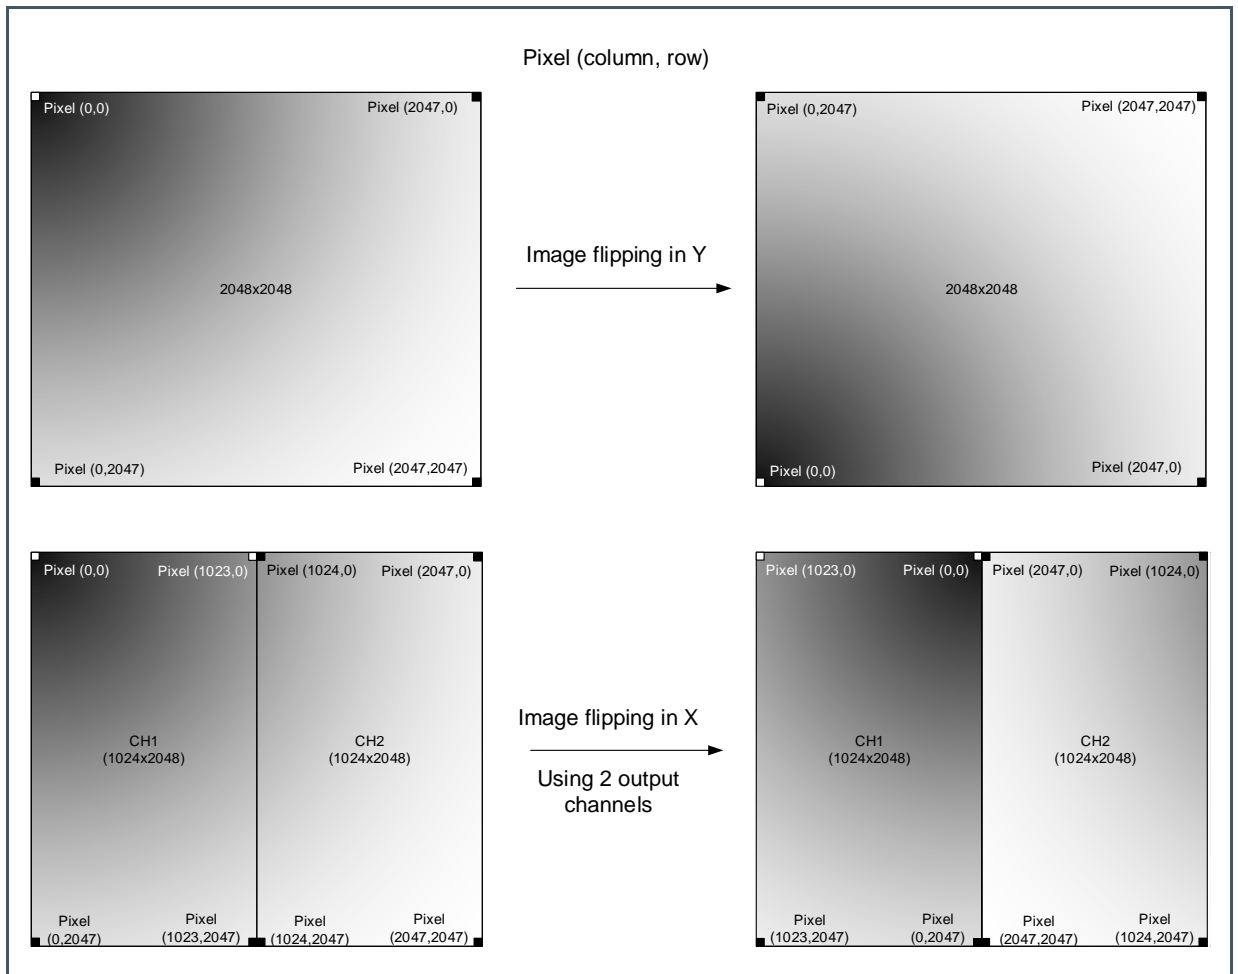 Pixel (column, row)
Pixel (0,0)
Pixel (2047,0)
2048x2048
Pixel (0,2047)
Pixel (2047,2047)
Image flipping in Y
Pixel (0,2047)
Pixel (2047,2047)
2048x2048
Pixel (0,0)
Pixel (2047,0)
Pixel (0,0)
Pixel (1023,0)
Pixel (1024,0)
Pixel (2047,0)
CH1
(1024x2048)
CH2
(1024x2048)
Pixel
(0,2047)
Pixel
(1023,2047)
Pixel
(1024,2047)
Pixel
(2047,2047)
Image flipping in X
Using 2 output
channels
Pixel (1023,0)
Pixel (0,0)
Pixel (2047,0)
Pixel (1024,0)
CH1
(1024x2048)
CH2
(1024x2048)
Pixel
(1023,2047)
Pixel
(0,2047)
Pixel
(2047,2047)
Pixel
(1024,2047)